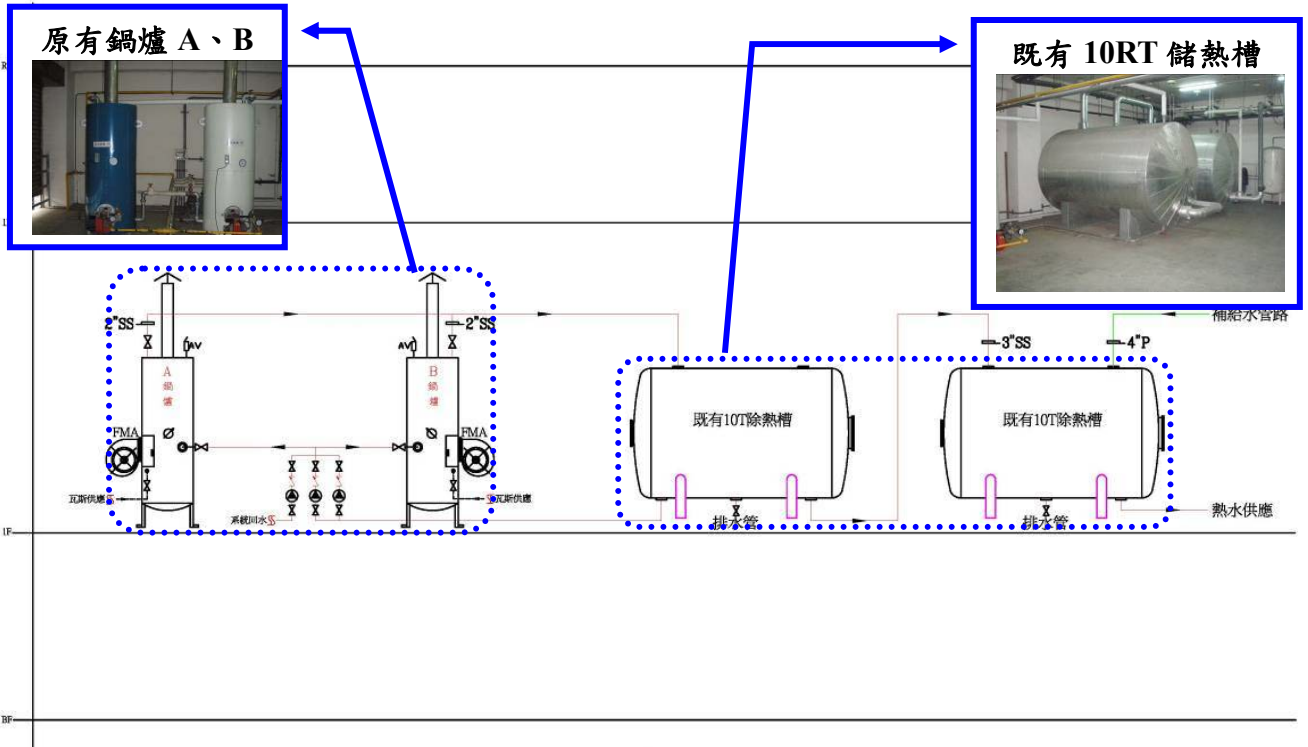 原有鍋爐 A、B
既有 10RT 儲熱槽
R
1
2"SS
2"SS
AV
AV
A
鍋
爐
B
鍋
爐
FMA
FMA
瓦斯供應
瓦斯供應
系統回水
既有10T除熱槽
既有10T除熱槽
3"SS
4"P
補給水管路
排水管
排水管
熱水供應
1F
BF